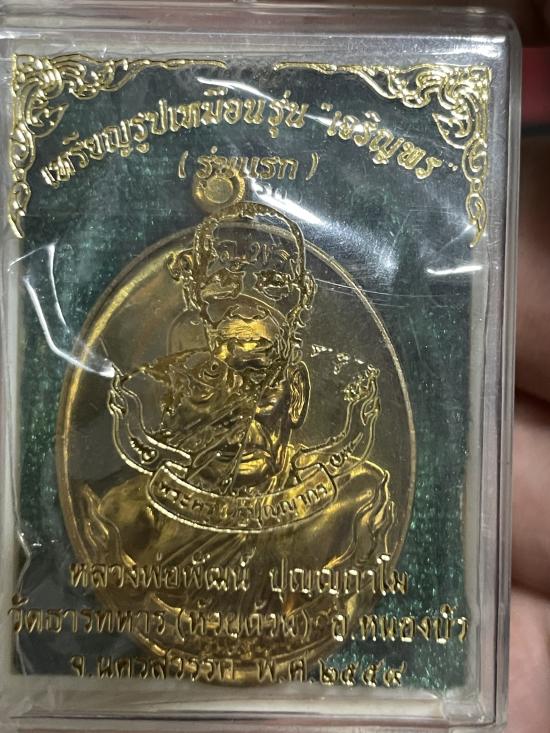 เหรียญรูปเหมือนรุ่น "เจริญพร"
(รุ่นแรก)
หลวงพ่อพัฒน์ ปุญญกาโม
วัดธารทหาร (ห้วยด้วน) อ.หนองบัว
จ.นครสวรรค์ พ.ศ.๒๕๕๙